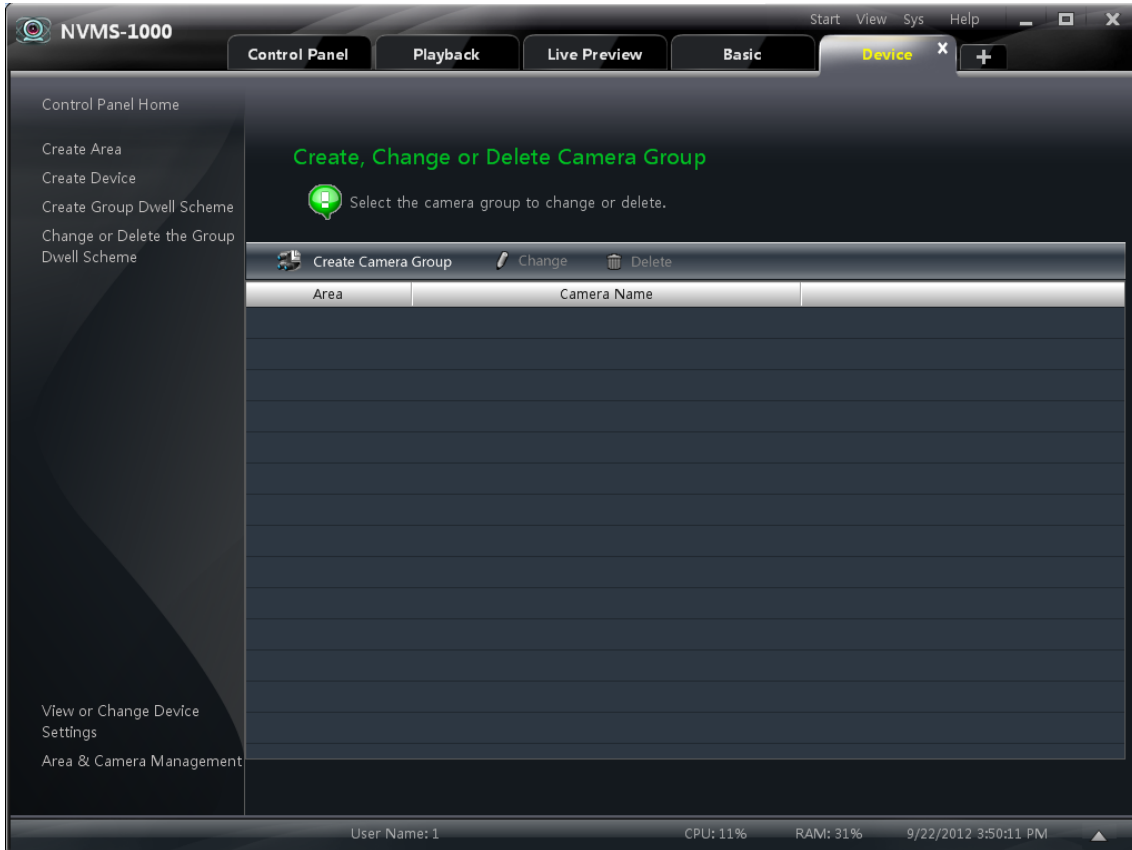 NVMS-1000
Start View Sys Help
Control Panel
Playback
Live Preview
Basic
Device
Control Panel Home
Create Area
Create Device
Create Group Dwell Scheme
Change or Delete the Group
Dwell Scheme
View or Change Device
Settings
Area & Camera Management
Create, Change or Delete Camera Group
Select the camera group to change or delete.
Create Camera Group
Change
Delete
Area
Camera Name
User Name: 1
CPU: 11%
RAM: 31%
9/22/2012 3:50:11 PM